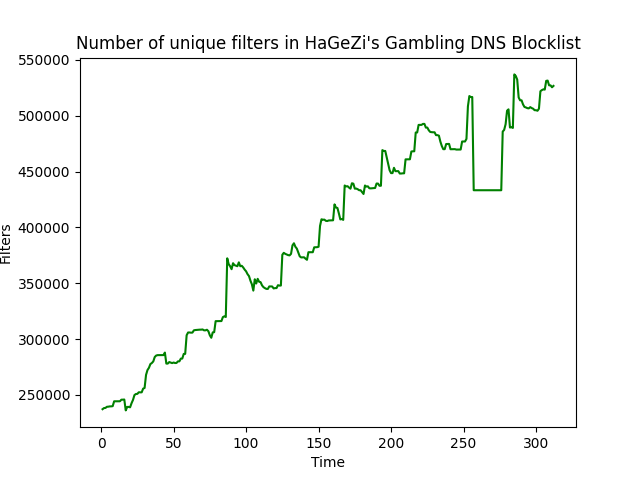 Number of unique filters in HaGeZi's Gambling DNS Blocklist
550000
500000
450000
400000
350000
300000
250000
Filters
0 50 100 150 200 250 300
Time